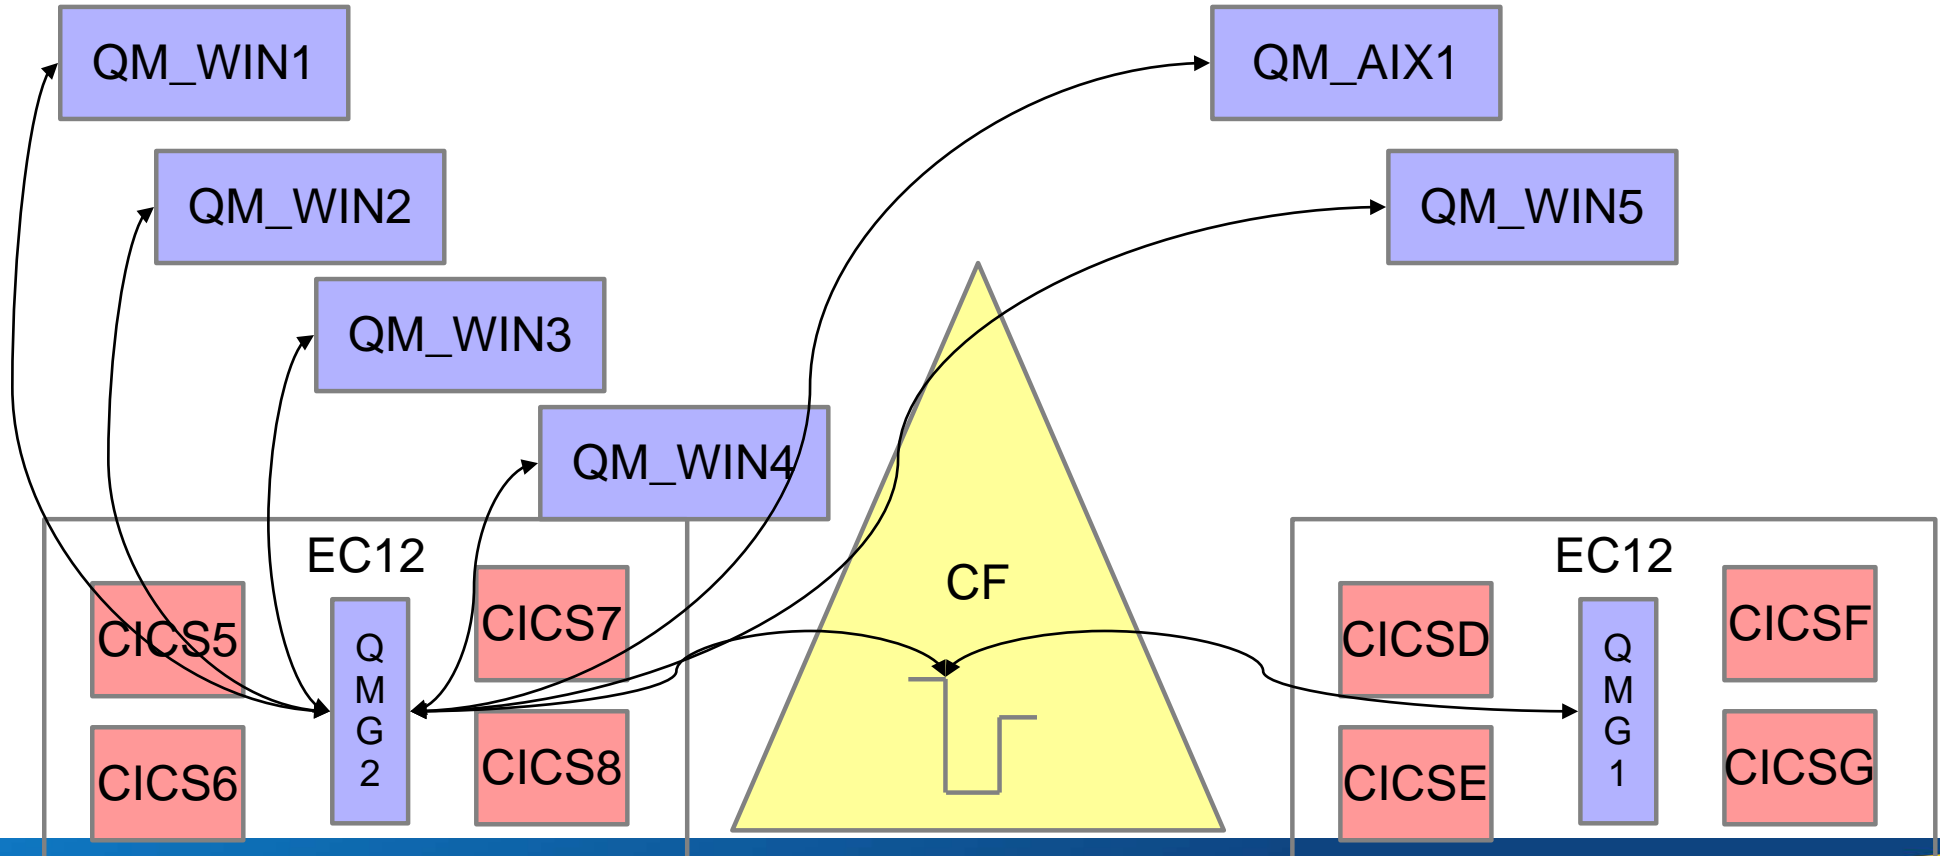 QM_WIN1
QM_AIX1
QM_WIN2
QM_WIN5
QM_WIN3
QM_WIN4
EC12
CICS5
CICS7
Q
M
G
2
CICS6
CICS8
CF
EC12
CICSD
CICSF
Q
M
G
1
CICSE
CICSG